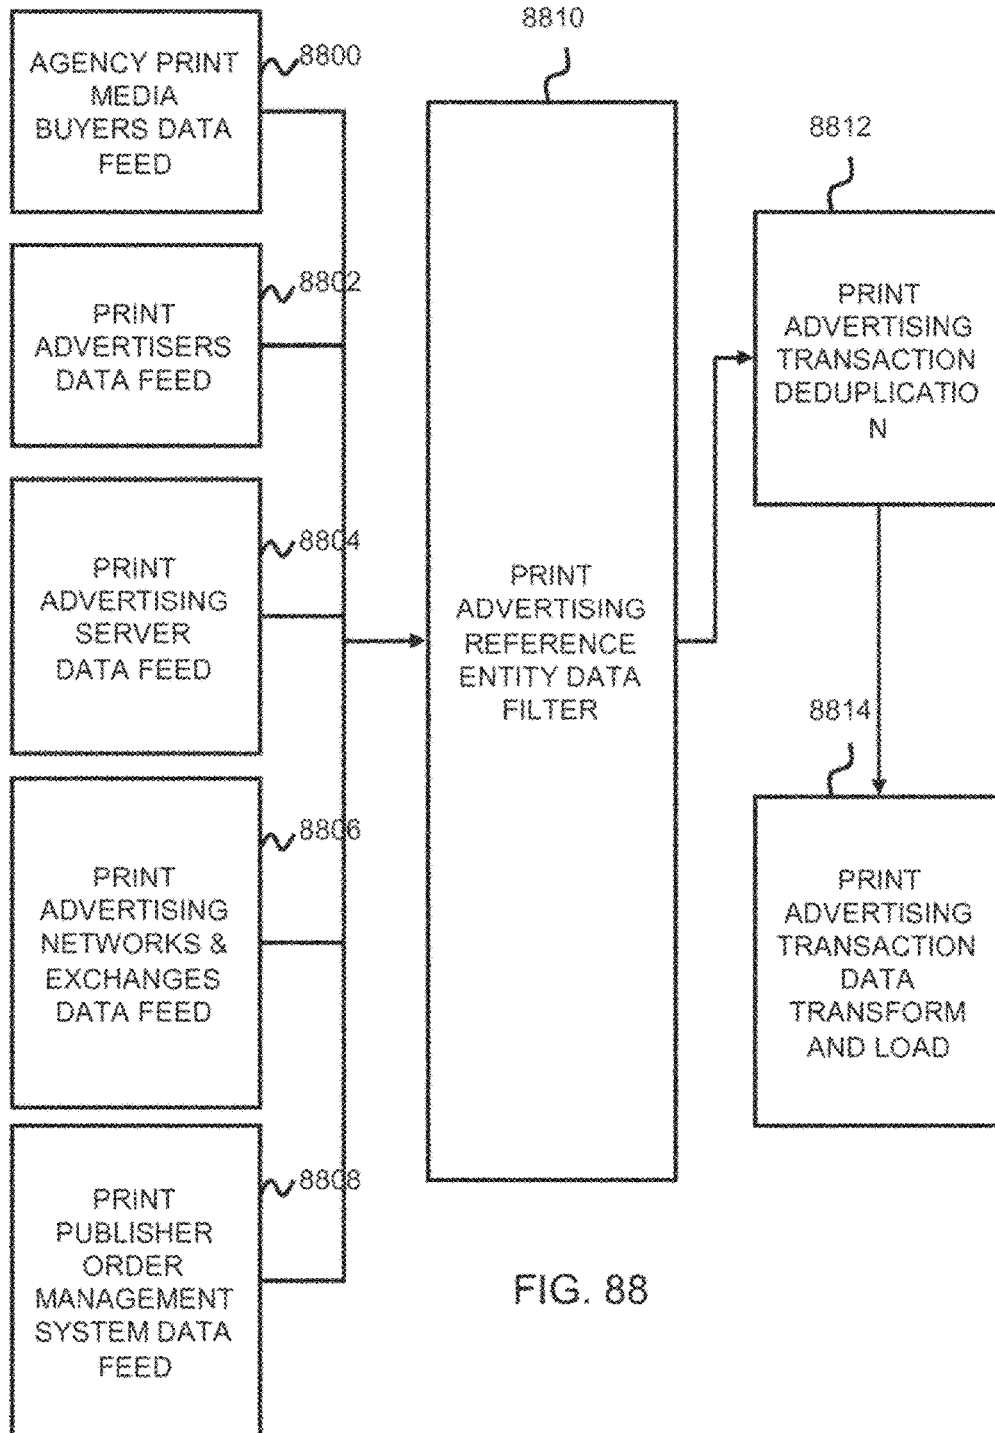 8800
AGENCY PRINT
MEDIA
BUYERS DATA
FEED
8802
PRINT
ADVERTISERS
DATA FEED
8804
PRINT
ADVERTISING
SERVER
DATA FEED
8806
PRINT
ADVERTISING
NETWORKS &
EXCHANGES
DATA FEED
8808
PRINT
PUBLISHER
ORDER
MANAGEMENT
SYSTEM DATA
FEED
8810
PRINT
ADVERTISING
REFERENCE
ENTITY DATA
FILTER
8812
PRINT
ADVERTISING
TRANSACTION
DEDUPLICATIO
N
8814
PRINT
ADVERTISING
TRANSACTION
DATA
TRANSFORM
AND LOAD
FIG. 88